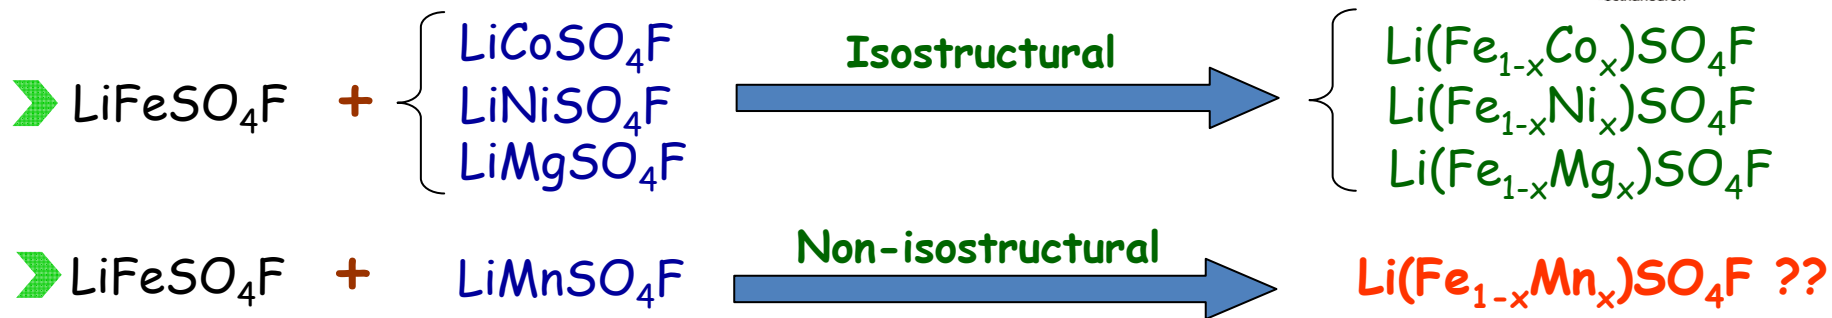 LiCoSO₄F Isostructural Li(Fe₁₋ₓCoₓ)SO₄F
LiFeSO₄F + LiNiSO₄F Li(Fe₁₋ₓNiₓ)SO₄F
LiMgSO₄F Li(Fe₁₋ₓMgₓ)SO₄F
Non-isostructural
LiFeSO₄F + LiMnSO₄F Li(Fe₁₋ₓMnₓ)SO₄F ??